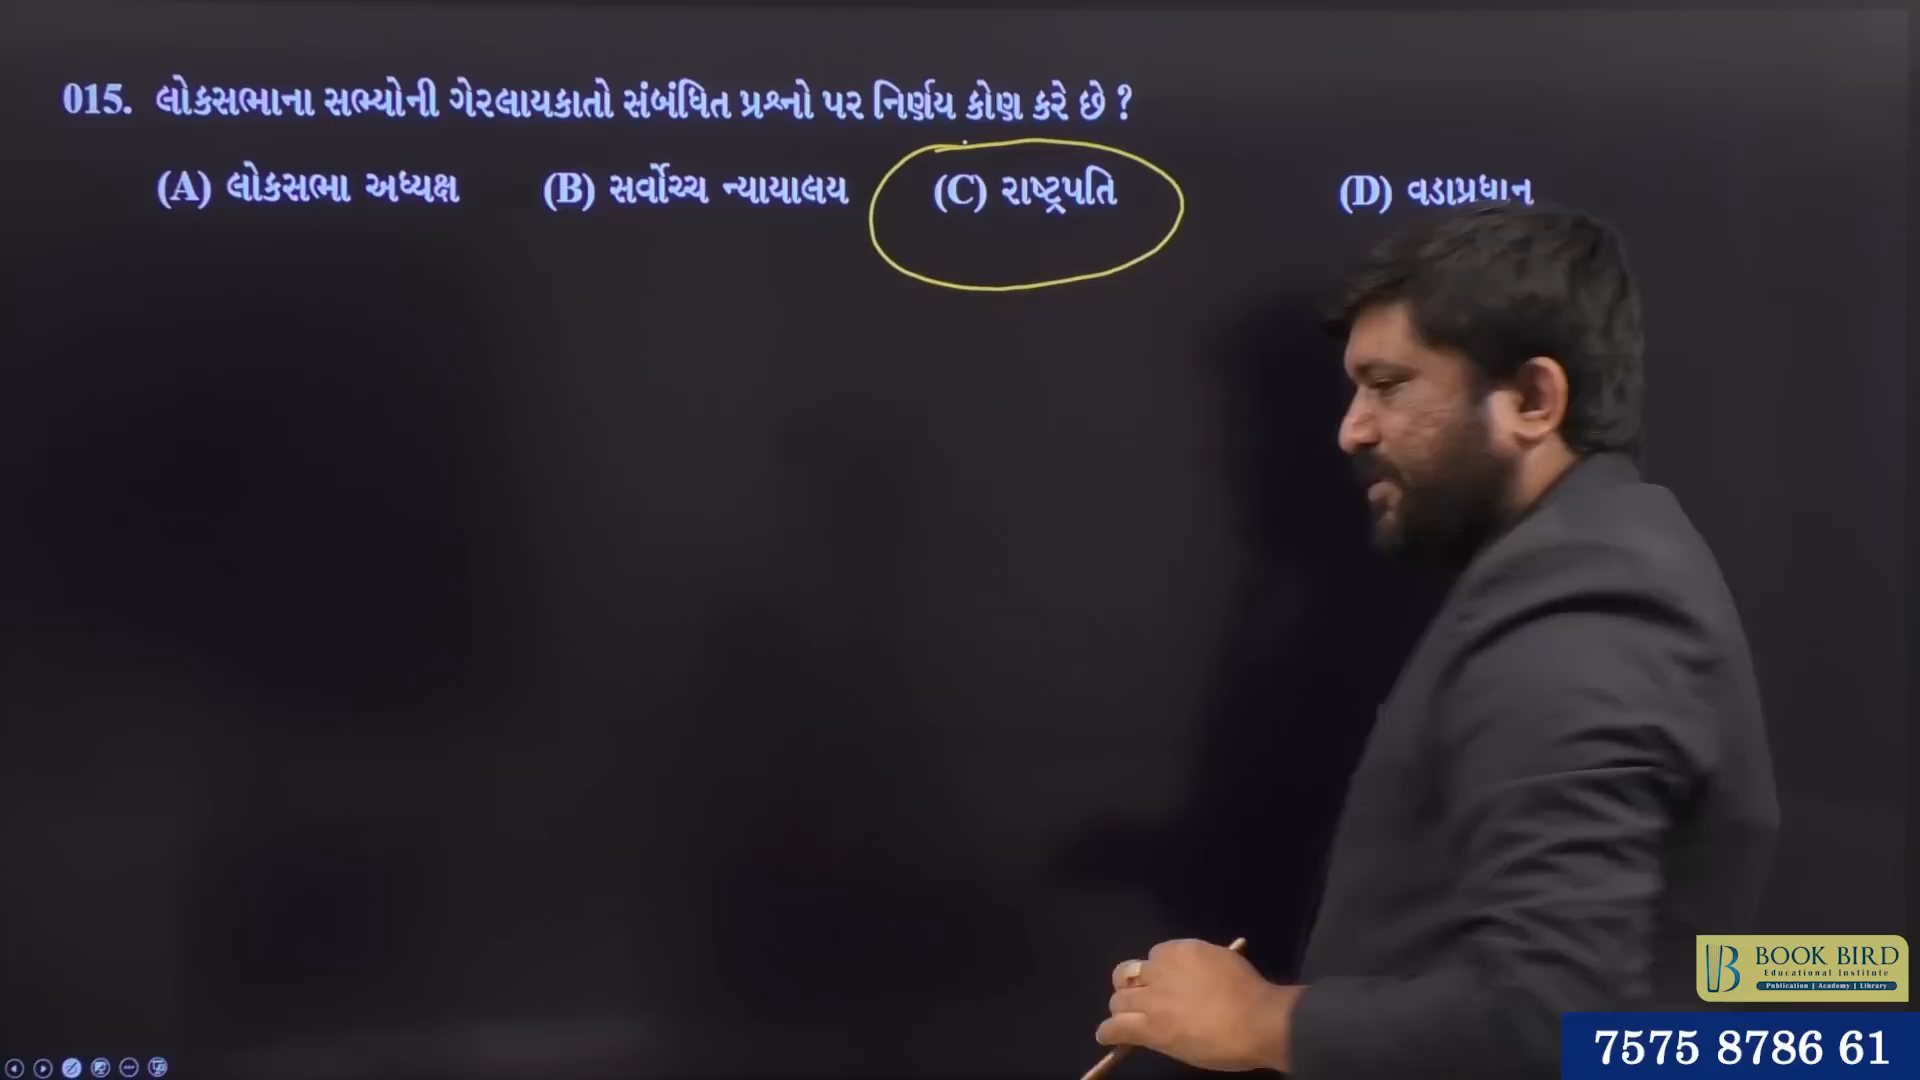 015. લોકસભાના સભ્યોની ગેરલાયકાતો સંબંધિત પ્રશ્નો પર નિર્ણય કોણ કરે છે ?
(A) લોકસભા અધ્યક્ષ (B) સર્વોચ્ચ ન્યાયાલય (C) રાષ્ટ્રપતિ (D) વડાપ્રધાન
BOOK BIRD
Educational Institute
Publication | Academy | Library
7575 8786 61